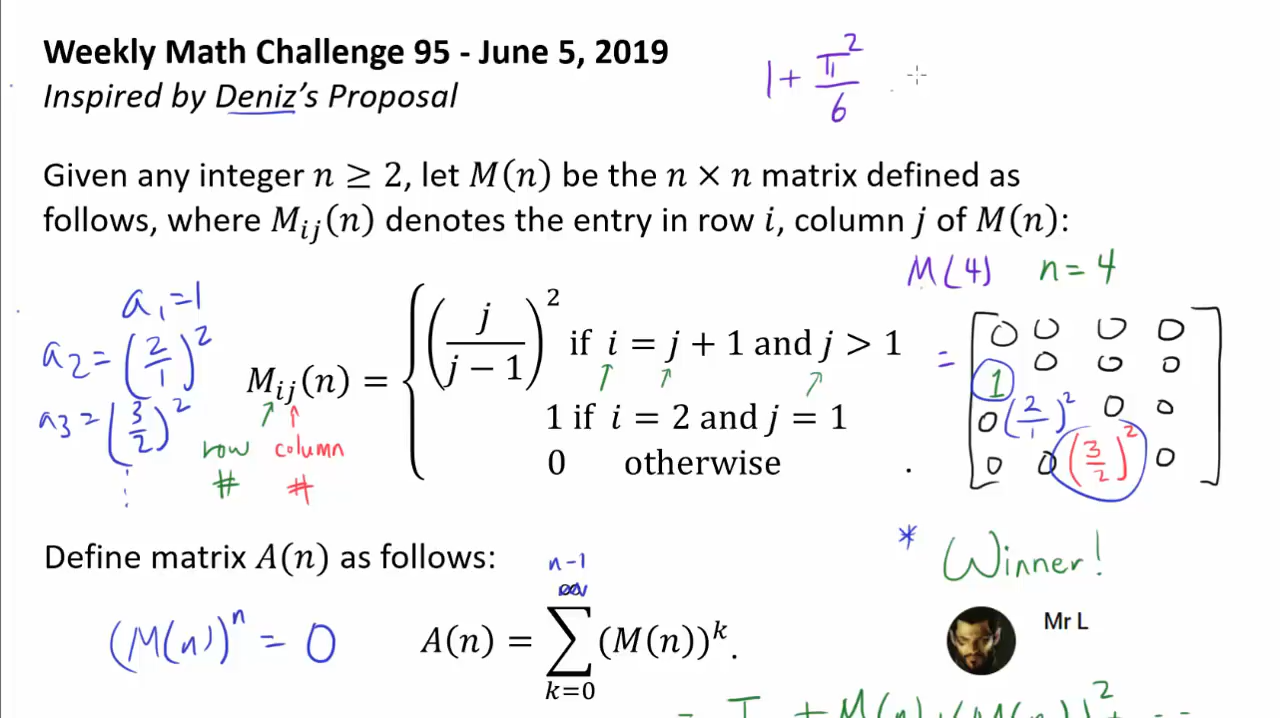 Weekly Math Challenge 95 - June 5, 2019
Inspired by Deniz's Proposal
1 + π²/6
Given any integer n ≥ 2, let M(n) be the n × n matrix defined as
follows, where Mᵢⱼ(n) denotes the entry in row i, column j of M(n):
M(4) n = 4
a₁ = 1
a₂ = (2/1)²
a₃ = (3/2)²
⋮
Mᵢⱼ(n) = { (j/(j − 1))² if i = j + 1 and j > 1
1 if i = 2 and j = 1
0 otherwise .
row column
# #
= [ 0 0 0 0
1 0 0 0
0 (2/1)² 0 0
0 0 (3/2)² 0 ]
Define matrix A(n) as follows:
* Winner!
Mr L
(M(n))ⁿ = 0
n-1
∞
A(n) = ∑ (M(n))ᵏ.
k=0
= I + M(n) + (M(n))² + ...